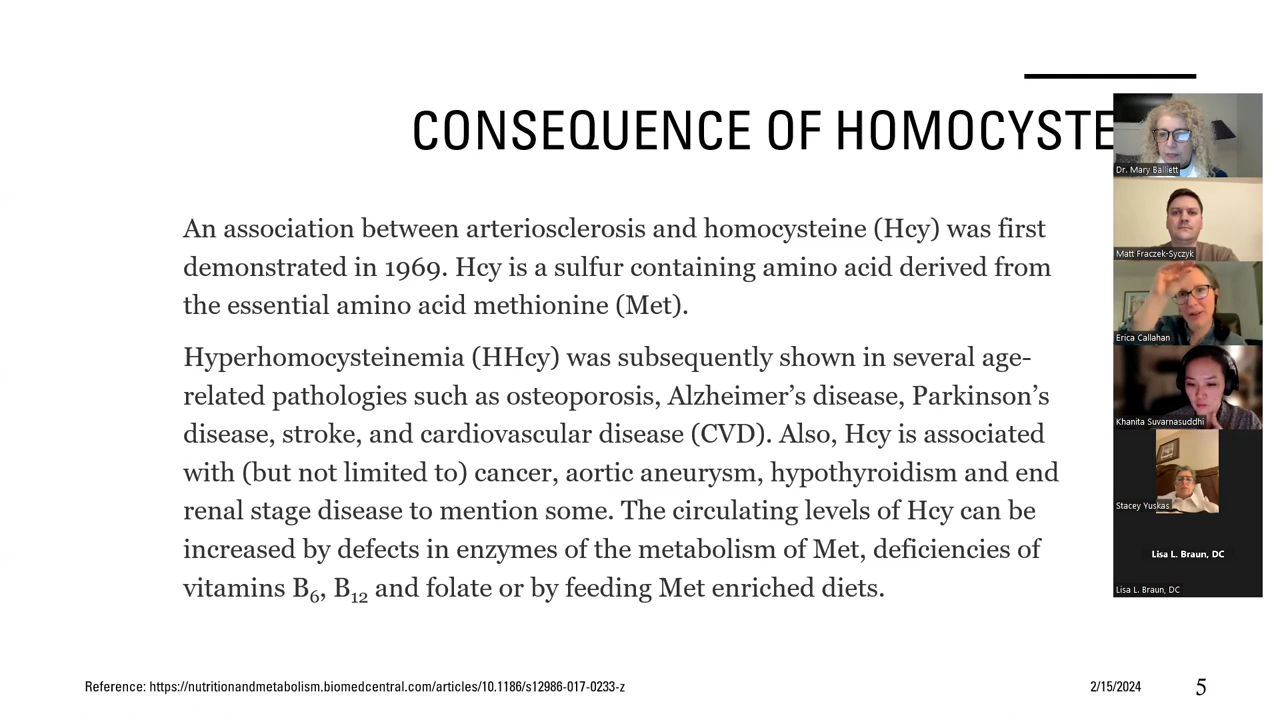 CONSEQUENCE OF HOMOCYSTE
An association between arteriosclerosis and homocysteine (Hcy) was first
demonstrated in 1969. Hcy is a sulfur containing amino acid derived from
the essential amino acid methionine (Met).
Hyperhomocysteinemia (HHcy) was subsequently shown in several age-
related pathologies such as osteoporosis, Alzheimer’s disease, Parkinson’s
disease, stroke, and cardiovascular disease (CVD). Also, Hcy is associated
with (but not limited to) cancer, aortic aneurysm, hypothyroidism and end
renal stage disease to mention some. The circulating levels of Hcy can be
increased by defects in enzymes of the metabolism of Met, deficiencies of
vitamins B₆, B₁₂ and folate or by feeding Met enriched diets.
Reference: https://nutritionandmetabolism.biomedcentral.com/articles/10.1186/s12986-017-0233-z
2/15/2024
5
Dr. Mary Balliett
Matt Fraczek-Syczyk
Erica Callahan
Khanita Suvarnasuddhi
Stacey Yuskas
Lisa L. Braun, DC
Lisa L. Braun, DC